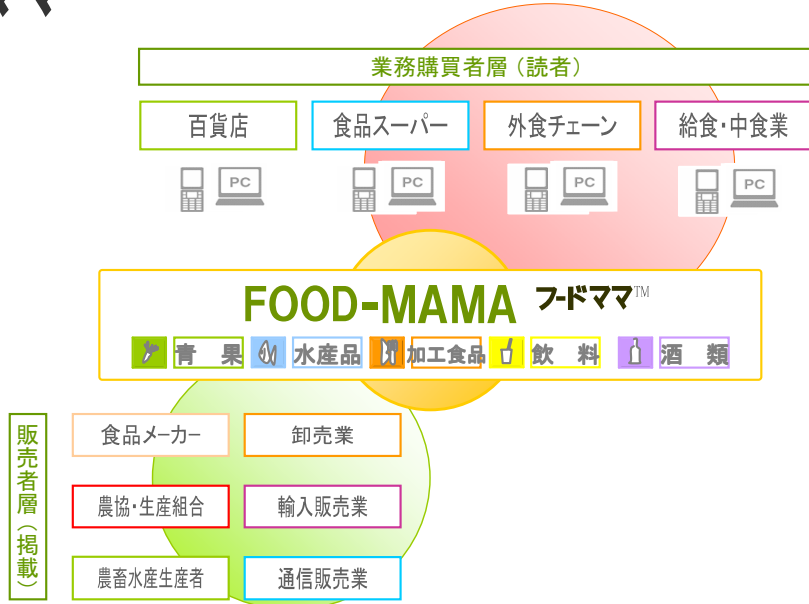 業務購買者層（読者）
百貨店
食品スーパー
外食チェーン
給食・中食業
PC
PC
PC
PC
FOOD-MAMA フードママ™
青 果
水産品
加工食品
飲 料
酒 類
販売者層（掲載）
食品メーカー
卸売業
農協・生産組合
輸入販売業
農畜水産生産者
通信販売業